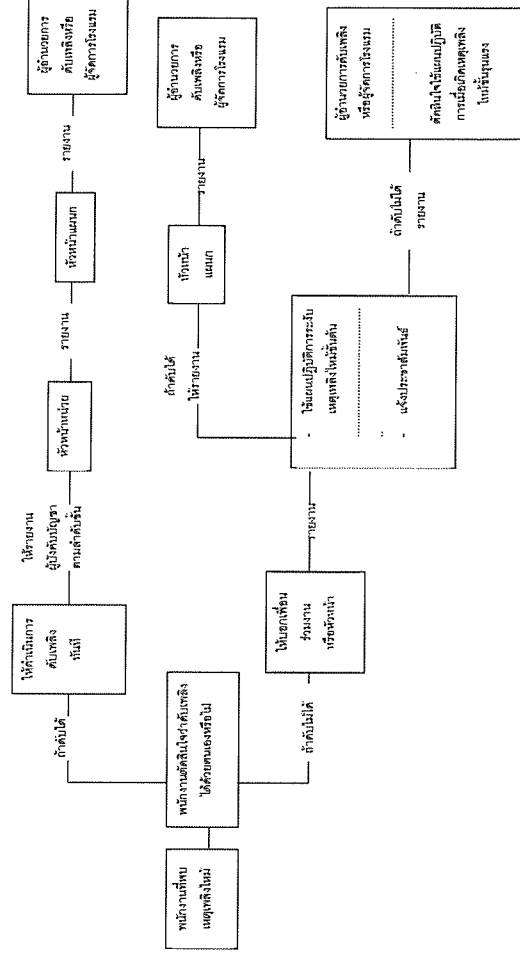 พนักงานที่พบ
เหตุเพลิงไหม้
พนักงานตัดสินใจว่าดับเพลิง
ได้ด้วยตนเองหรือไม่
ถ้าดับได้
ให้ดำเนินการ
ดับเพลิง
ทันที
ให้รายงาน
ผู้บังคับบัญชา
ตามลำดับชั้น
หัวหน้าหน่วย
รายงาน
หัวหน้าแผนก
รายงาน
ผู้อำนวยการ
ดับเพลิงหรือ
ผู้จัดการโรงแรม
ถ้าดับไม่ได้
ให้บอกเพื่อน
ร่วมงาน
หรือหัวหน้า
รายงาน
- ใช้แผนปฏิบัติการระงับ
เหตุเพลิงไหม้ขั้นต้น
- แจ้งประชาสัมพันธ์
ถ้าดับได้
ให้รายงาน
หัวหน้า
แผนก
รายงาน
ผู้อำนวยการ
ดับเพลิงหรือ
ผู้จัดการโรงแรม
ถ้าดับไม่ได้
รายงาน
ผู้อำนวยการดับเพลิง
หรือผู้จัดการโรงแรม
ตัดสินใจใช้แผนปฏิบัติ
การเมื่อเกิดเหตุเพลิง
ไหม้ขั้นรุนแรง